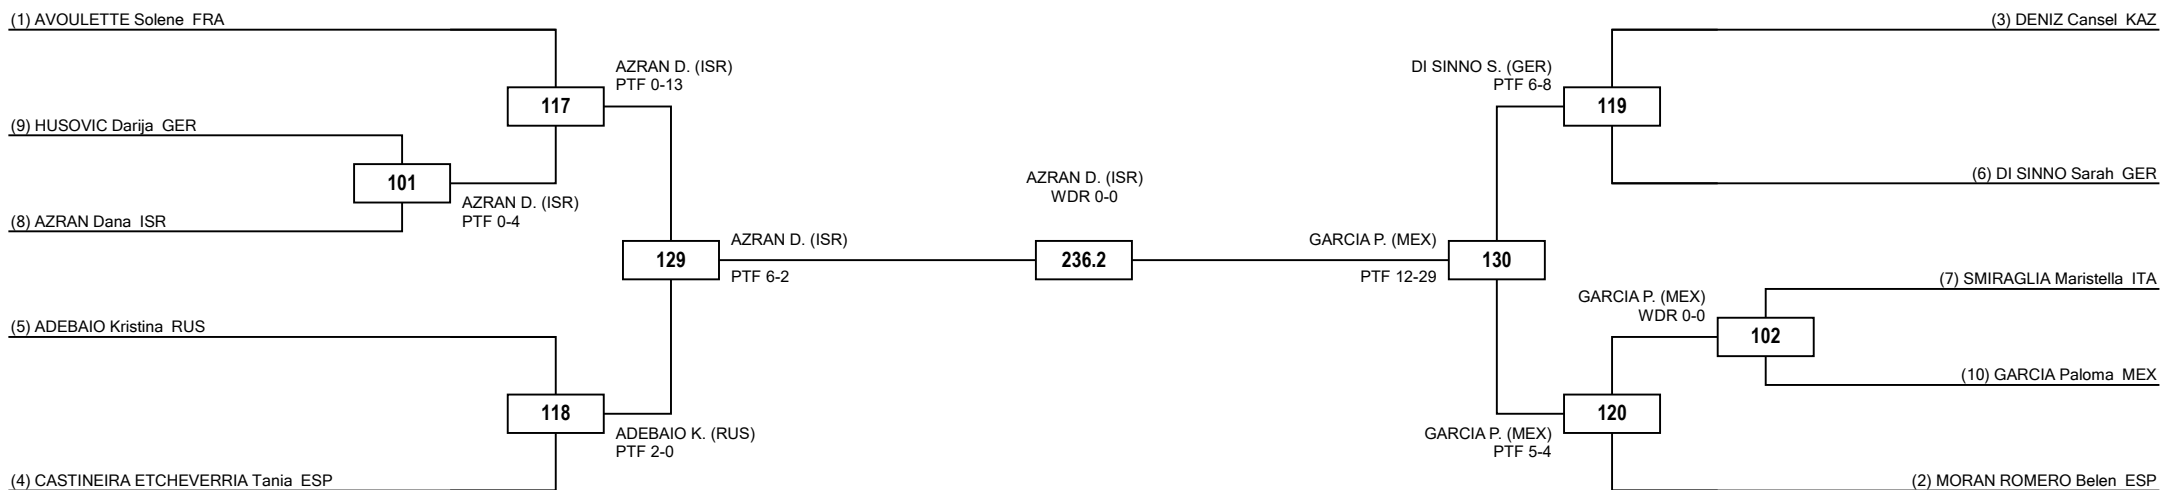 (1) AVOULETTE Solene FRA
(3) DENIZ Cansel KAZ
AZRAN D. (ISR)
PTF 0-13
DI SINNO S. (GER)
PTF 6-8
117
119
(9) HUSOVIC Darija GER
101
AZRAN D. (ISR)
PTF 0-4
(8) AZRAN Dana ISR
AZRAN D. (ISR)
WDR 0-0
(6) DI SINNO Sarah GER
129
AZRAN D. (ISR)
PTF 6-2
236.2
GARCIA P. (MEX)
PTF 12-29
130
(7) SMIRAGLIA Maristella ITA
GARCIA P. (MEX)
WDR 0-0
102
(5) ADEBAIO Kristina RUS
(10) GARCIA Paloma MEX
118
120
ADEBAIO K. (RUS)
PTF 2-0
GARCIA P. (MEX)
PTF 5-4
(4) CASTINEIRA ETCHEVERRIA Tania ESP
(2) MORAN ROMERO Belen ESP